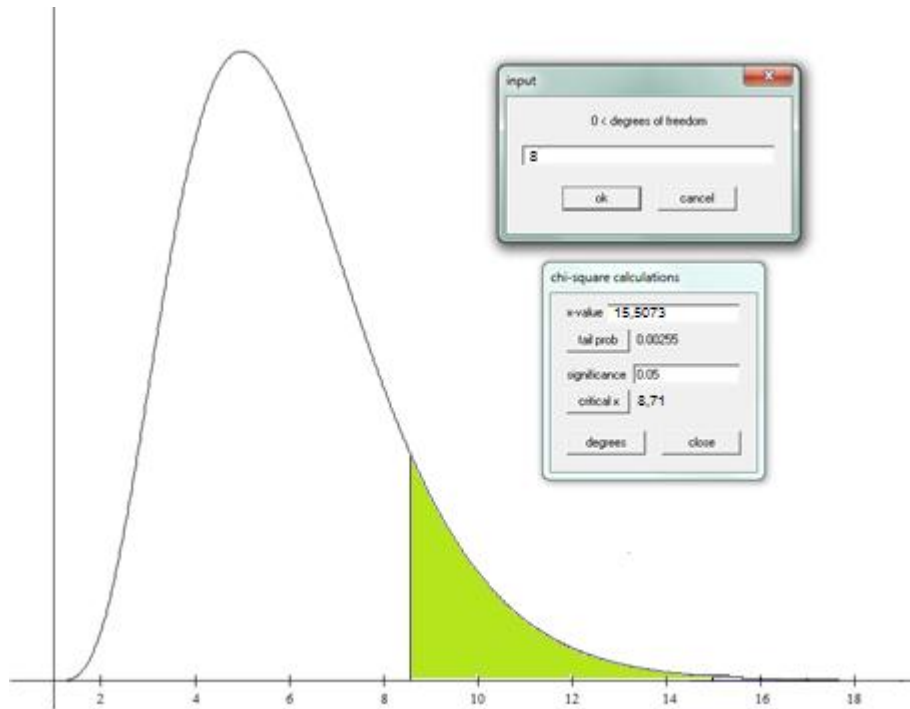 input
0 < degrees of freedom
8
ok cancel
chi-square calculations
x-value 15,5073
tail prob 0.00255
significance 0.05
critical x 8,71
degrees close
2 4 6 8 10 12 14 16 18